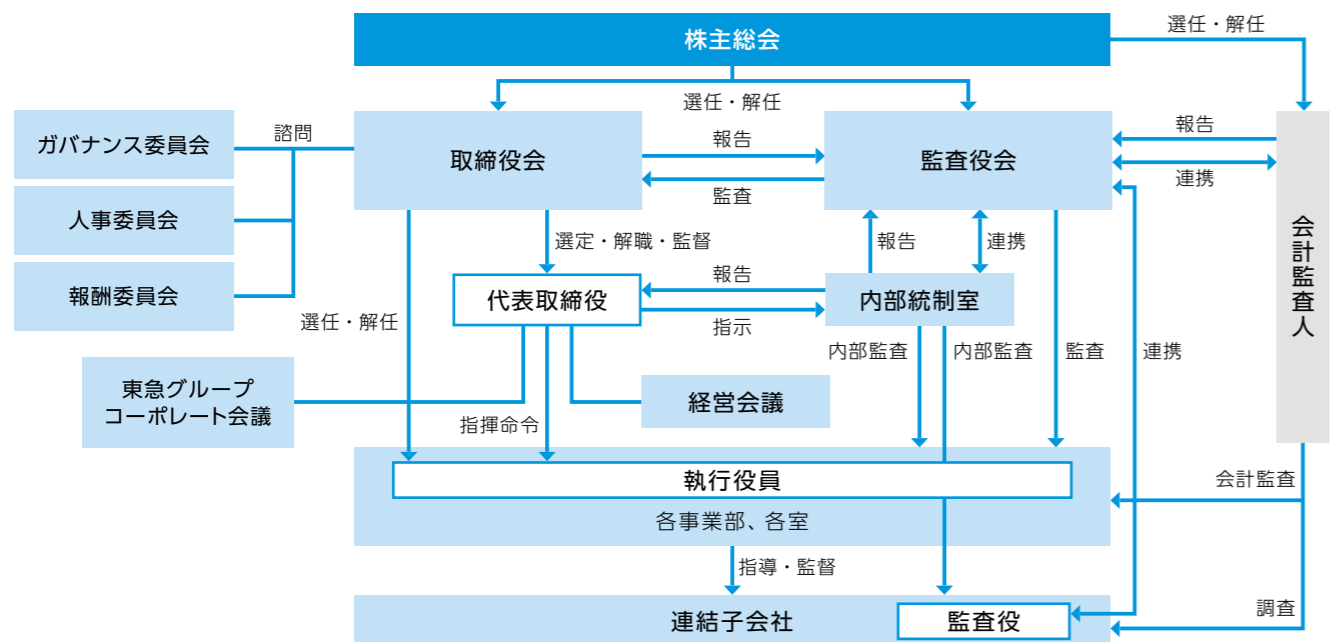 株主総会
選任・解任
選任・解任
ガバナンス委員会
諮問
取締役会
報告
監査役会
報告
連携
監査
人事委員会
選定・解職・監督
報告
連携
会計監査人
報酬委員会
選任・解任
代表取締役
報告
指示
内部統制室
内部監査
内部監査
監査
連携
東急グループ
コーポレート会議
経営会議
指揮命令
執行役員
会計監査
各事業部、各室
指導・監督
連結子会社
監査役
調査